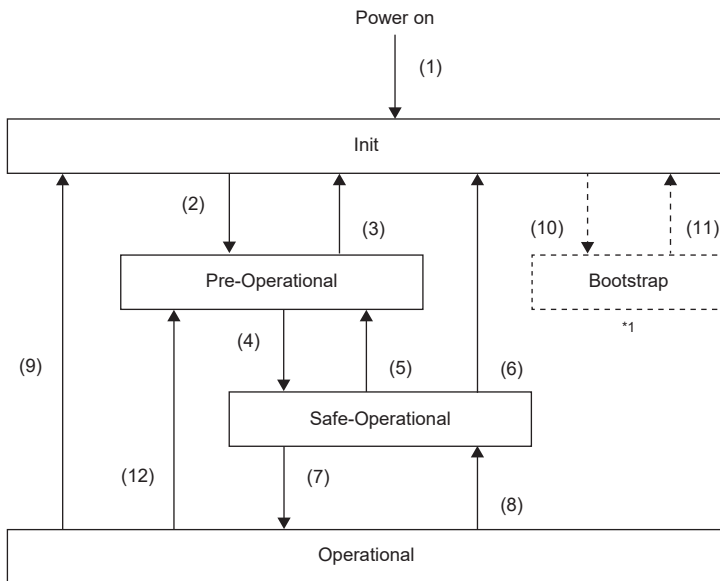 Power on
(1)
Init
(2)
(3)
(10)
(11)
Pre-Operational
Bootstrap
*1
(4)
(5)
(6)
(9)
Safe-Operational
(12)
(7)
(8)
Operational